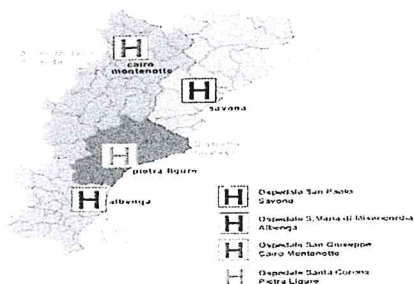 H
cairo
montenotte
H
savona
H
pietra ligure
H albenga
H Ospedale San Paolo
Savona
H Ospedale S.Maria di Misericordia
Albenga
H Ospedale San Giuseppe
Cairo Montenotte
H Ospedale Santa Corona
Pietra Ligure